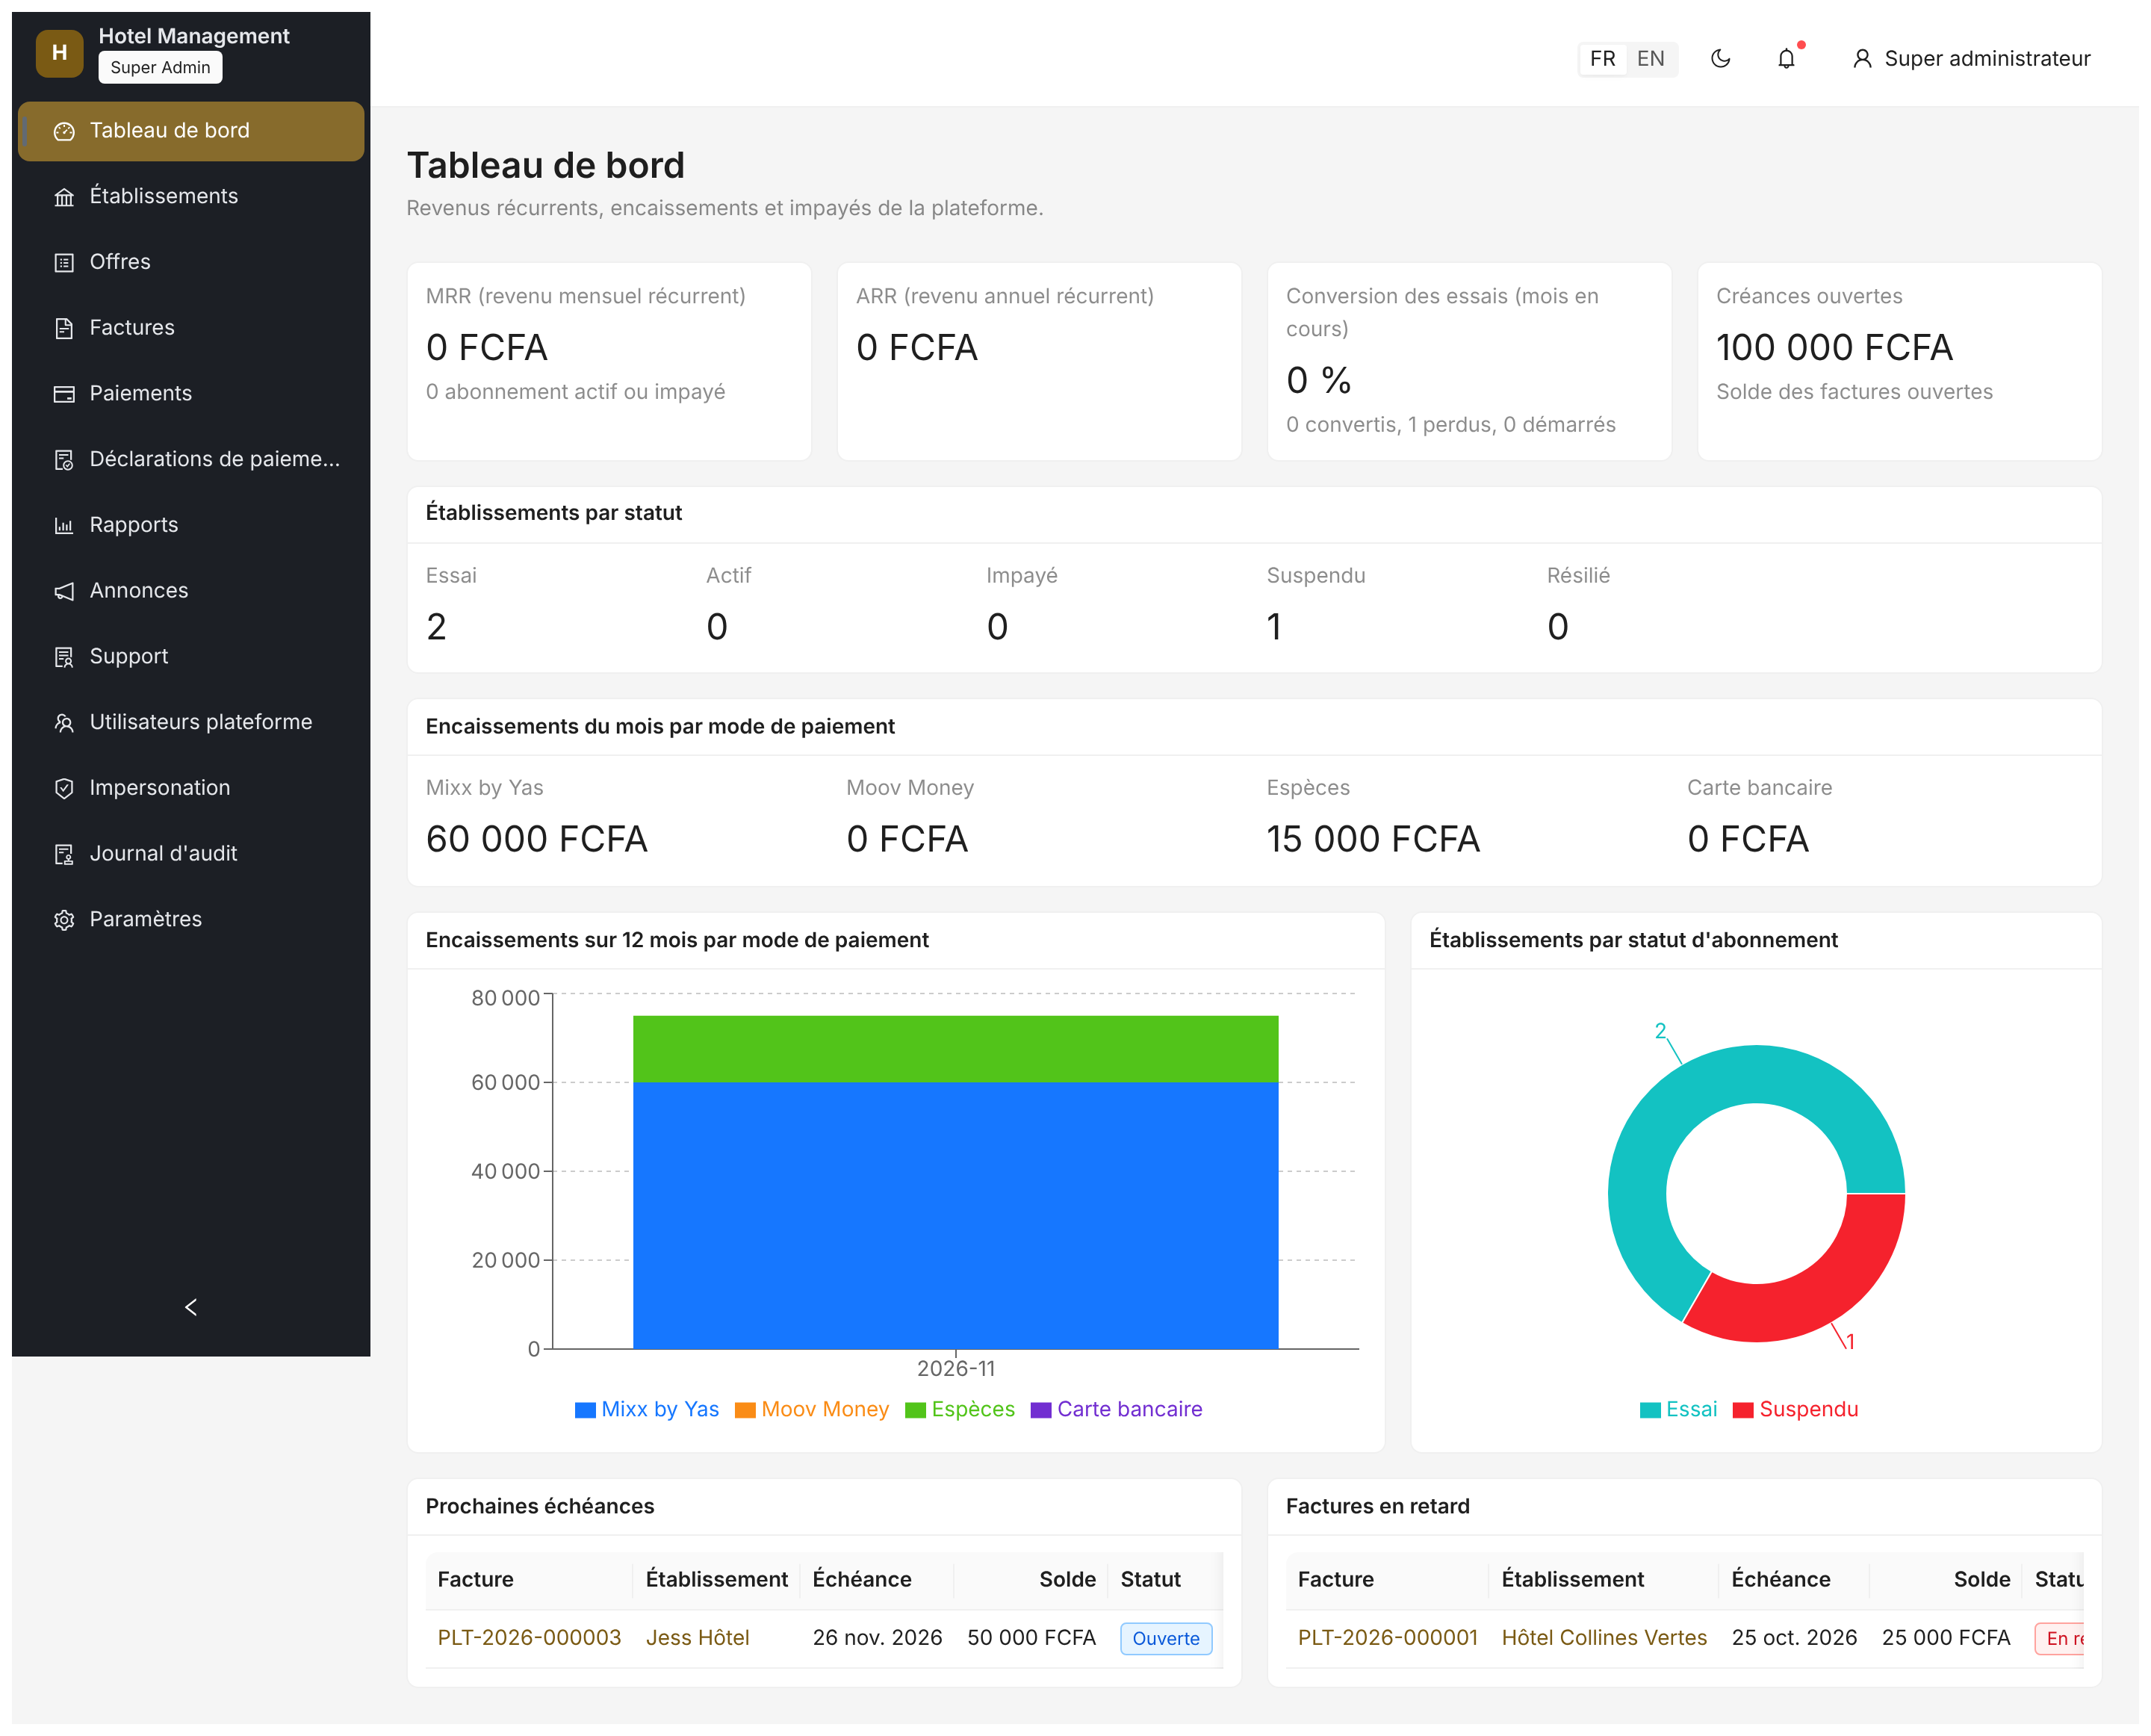 H
Hotel Management
Super Admin
FR EN
Super administrateur
Tableau de bord
Établissements
Offres
Factures
Paiements
Déclarations de paieme...
Rapports
Annonces
Support
Utilisateurs plateforme
Impersonation
Journal d'audit
Paramètres
Tableau de bord
Revenus récurrents, encaissements et impayés de la plateforme.
MRR (revenu mensuel récurrent)
0 FCFA
0 abonnement actif ou impayé
ARR (revenu annuel récurrent)
0 FCFA
Conversion des essais (mois en
cours)
0 %
0 convertis, 1 perdus, 0 démarrés
Créances ouvertes
100 000 FCFA
Solde des factures ouvertes
Établissements par statut
Essai Actif Impayé Suspendu Résilié
2 0 0 1 0
Encaissements du mois par mode de paiement
Mixx by Yas Moov Money Espèces Carte bancaire
60 000 FCFA 0 FCFA 15 000 FCFA 0 FCFA
Encaissements sur 12 mois par mode de paiement
80 000
60 000
40 000
20 000
0
2026-11
Mixx by Yas Moov Money Espèces Carte bancaire
Établissements par statut d'abonnement
2
1
Essai Suspendu
Prochaines échéances
Facture Établissement Échéance Solde Statut
PLT-2026-000003 Jess Hôtel 26 nov. 2026 50 000 FCFA Ouverte
Factures en retard
Facture Établissement Échéance Solde Statu
PLT-2026-000001 Hôtel Collines Vertes 25 oct. 2026 25 000 FCFA En re